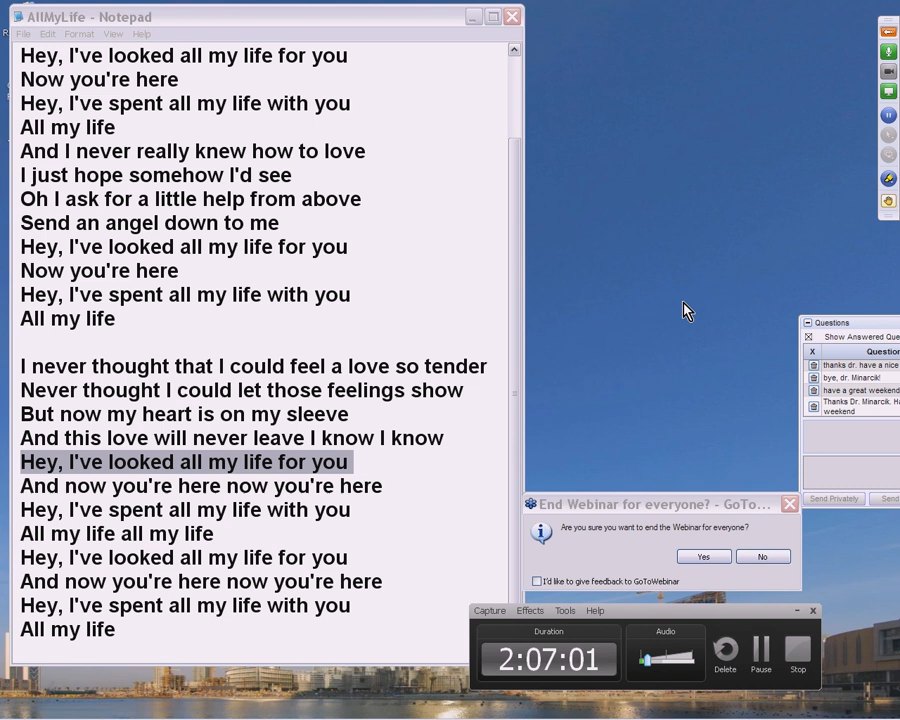 AllMyLife - Notepad
File Edit Format View Help
Hey, I've looked all my life for you
Now you're here
Hey, I've spent all my life with you
All my life
And I never really knew how to love
I just hope somehow I'd see
Oh I ask for a little help from above
Send an angel down to me
Hey, I've looked all my life for you
Now you're here
Hey, I've spent all my life with you
All my life
I never thought that I could feel a love so tender
Never thought I could let those feelings show
But now my heart is on my sleeve
And this love will never leave I know I know
Hey, I've looked all my life for you
And now you're here now you're here
Hey, I've spent all my life with you
All my life all my life
Hey, I've looked all my life for you
And now you're here now you're here
Hey, I've spent all my life with you
All my life
Questions
Show Answered Que
X Question
thanks dr. have a nice
bye, dr. Minarcik!
have a great weekend
Thanks Dr. Minarcik. Ha
weekend
Send Privately Send
End Webinar for everyone? - GoTo...
Are you sure you want to end the Webinar for everyone?
Yes No
I'd like to give feedback to GoToWebinar
Capture Effects Tools Help
Duration Audio
2:07:01
Delete Pause Stop